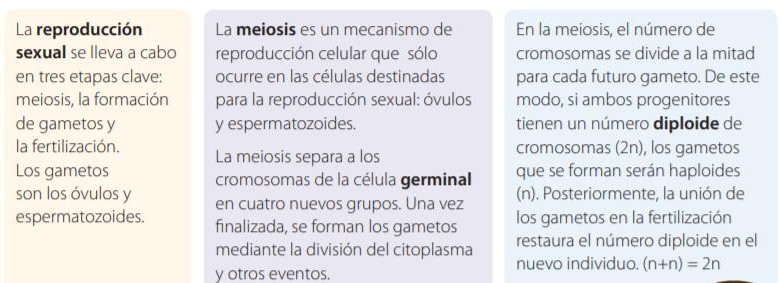 La reproducción
sexual se lleva a cabo
en tres etapas clave:
meiosis, la formación
de gametos y
la fertilización.
Los gametos
son los óvulos y
espermatozoides.
La meiosis es un mecanismo de
reproducción celular que sólo
ocurre en las células destinadas
para la reproducción sexual: óvulos
y espermatozoides.
La meiosis separa a los
cromosomas de la célula germinal
en cuatro nuevos grupos. Una vez
finalizada, se forman los gametos
mediante la división del citoplasma
y otros eventos.
En la meiosis, el número de
cromosomas se divide a la mitad
para cada futuro gameto. De este
modo, si ambos progenitores
tienen un número diploide de
cromosomas (2n), los gametos
que se forman serán haploides
(n). Posteriormente, la unión de
los gametos en la fertilización
restaura el número diploide en el
nuevo individuo. (n+n) = 2n